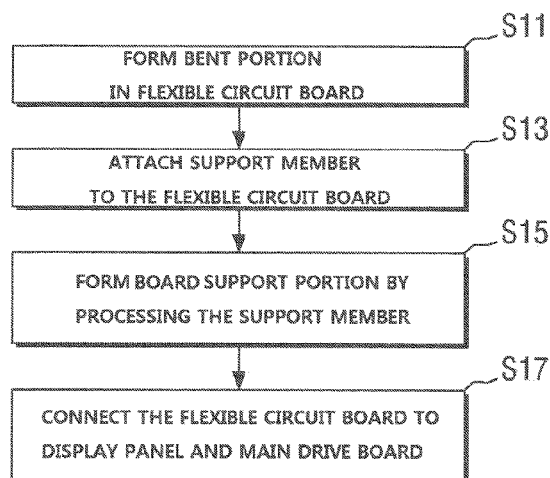 S11
FORM BENT PORTION
IN FLEXIBLE CIRCUIT BOARD
S13
ATTACH SUPPORT MEMBER
TO THE FLEXIBLE CIRCUIT BOARD
S15
FORM BOARD SUPPORT PORTION BY
PROCESSING THE SUPPORT MEMBER
S17
CONNECT THE FLEXIBLE CIRCUIT BOARD TO
DISPLAY PANEL AND MAIN DRIVE BOARD